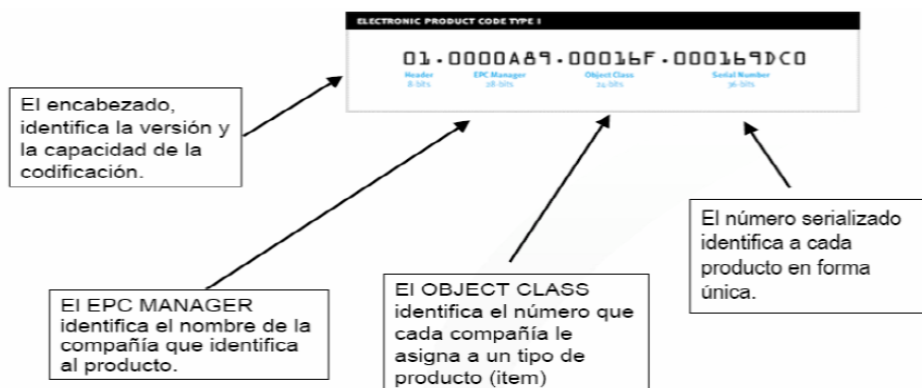 ELECTRONIC PRODUCT CODE TYPE I
01.0000A89.00016F.000169DC0
Header EPC Manager Object Class Serial Number
8-bits 28-bits 24-bits 36-bits
El encabezado,
identifica la versión y
la capacidad de la
codificación.
El EPC MANAGER
identifica el nombre de la
compañía que identifica
al producto.
El OBJECT CLASS
identifica el número que
cada compañía le
asigna a un tipo de
producto (item)
El número serializado
identifica a cada
producto en forma
única.